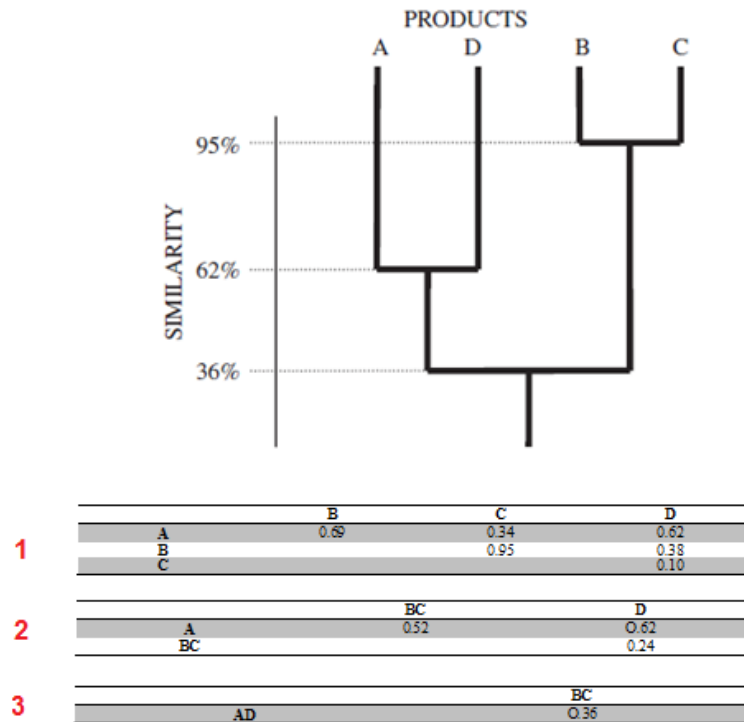 PRODUCTS
A D B C
95%
62%
36%
SIMILARITY
B C D
1
A 0.69 0.34 0.62
B 0.95 0.38
C 0.10
BC D
2
A 0.52 O.62
BC 0.24
BC
3
AD O.36